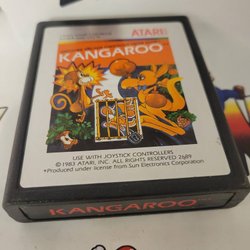 ATARI
KANGAROO
USE WITH JOYSTICK CONTROLLERS
© 1983 ATARI, INC. ALL RIGHTS RESERVED 2689
*Produced under license from Sun Electronics Corporation
KANGAROO